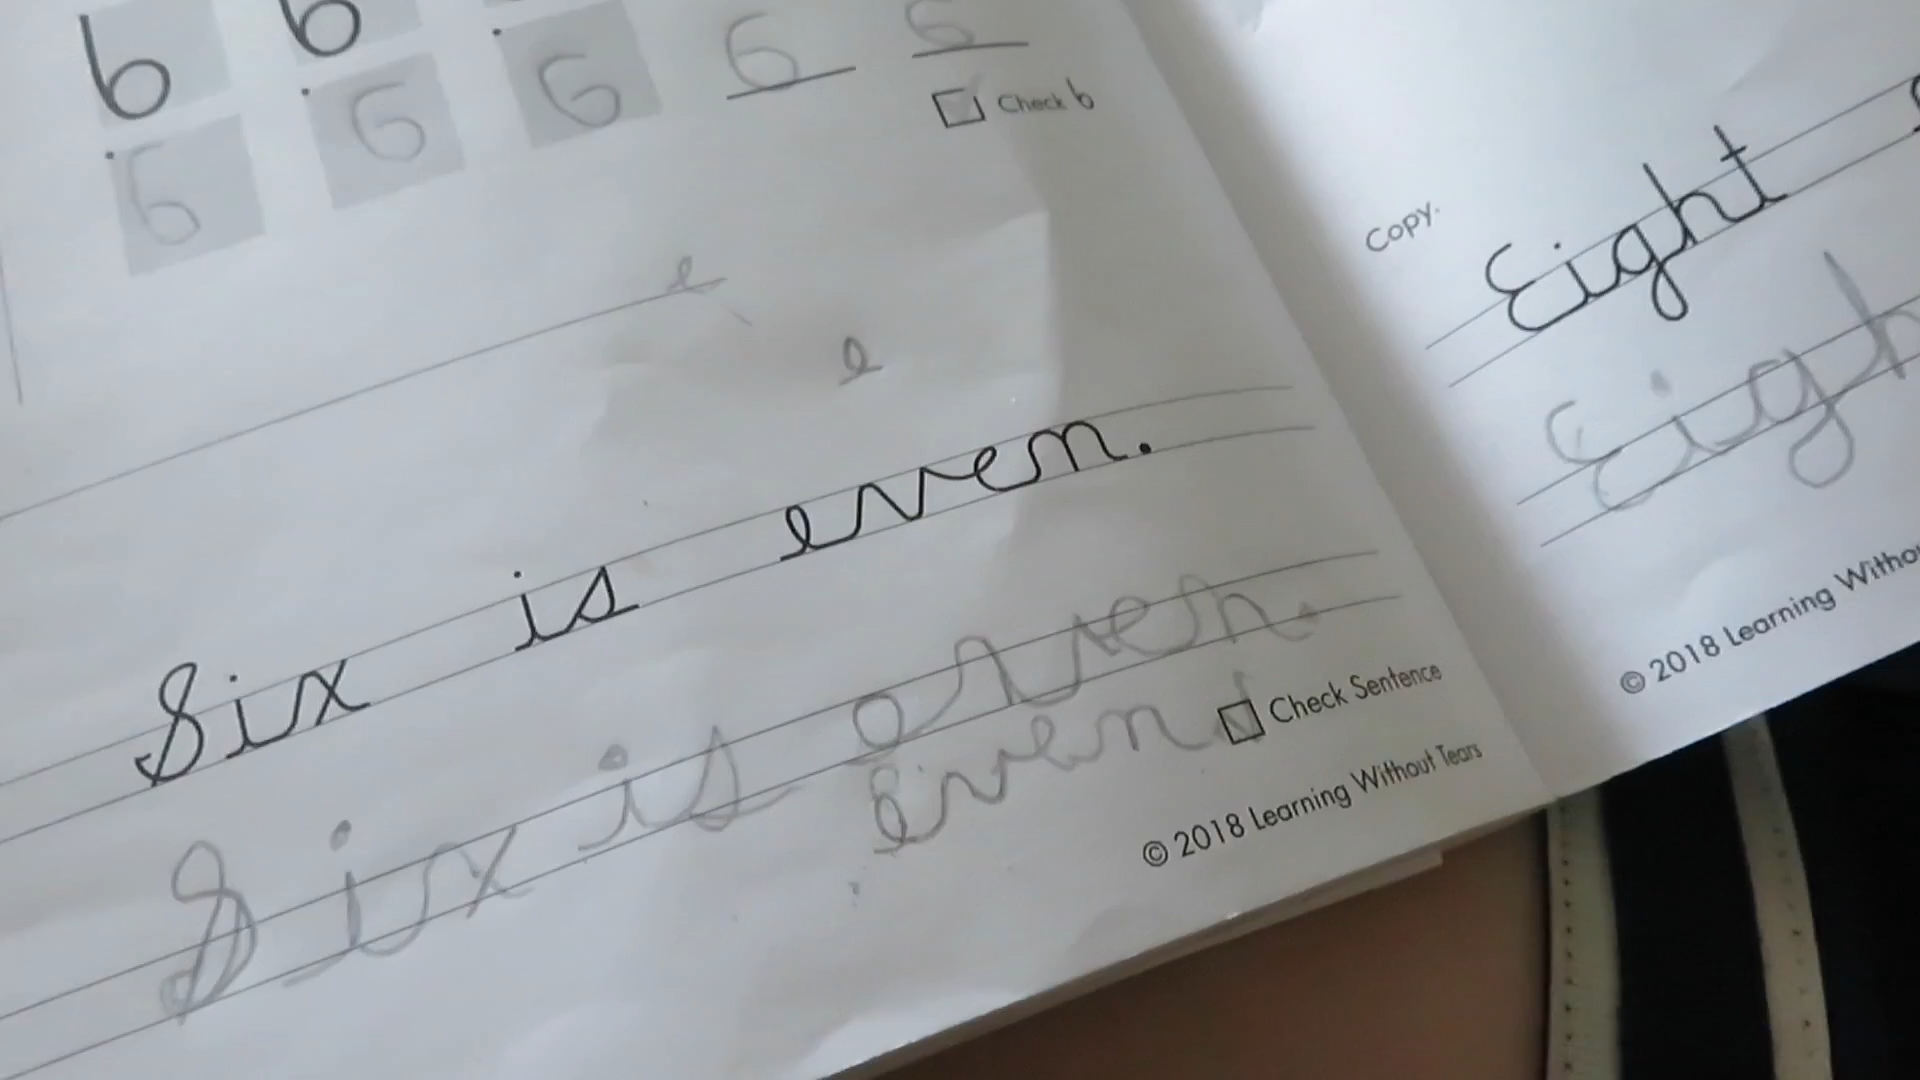 6 6
6 6 6 6 6
Check 6
e
e
Six is even.
Six is even.
even
Check Sentence
© 2018 Learning Without Tears
Copy.
Eight
Eigh
© 2018 Learning Witho